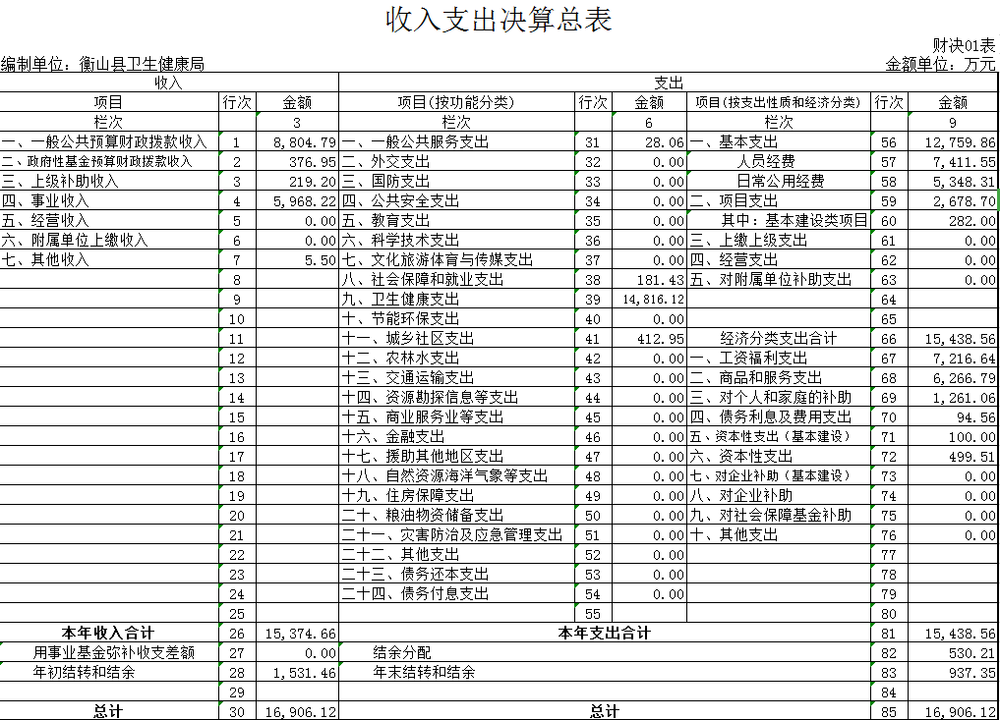 收入支出决算总表
财决01表
编制单位：衡山县卫生健康局 金额单位：万元
收入 支出
项目 行次 金额 项目(按功能分类) 行次 金额 项目(按支出性质和经济分类) 行次 金额
栏次 3 栏次 6 栏次 9
一、一般公共预算财政拨款收入 1 8,804.79 一、一般公共服务支出 31 28.06 一、基本支出 56 12,759.86
二、政府性基金预算财政拨款收入 2 376.95 二、外交支出 32 0.00 人员经费 57 7,411.55
三、上级补助收入 3 219.20 三、国防支出 33 0.00 日常公用经费 58 5,348.31
四、事业收入 4 5,968.22 四、公共安全支出 34 0.00 二、项目支出 59 2,678.70
五、经营收入 5 0.00 五、教育支出 35 0.00 其中：基本建设类项目 60 282.00
六、附属单位上缴收入 6 0.00 六、科学技术支出 36 0.00 三、上缴上级支出 61 0.00
七、其他收入 7 5.50 七、文化旅游体育与传媒支出 37 0.00 四、经营支出 62 0.00
8 八、社会保障和就业支出 38 181.43 五、对附属单位补助支出 63 0.00
9 九、卫生健康支出 39 14,816.12 64
10 十、节能环保支出 40 0.00 65
11 十一、城乡社区支出 41 412.95 经济分类支出合计 66 15,438.56
12 十二、农林水支出 42 0.00 一、工资福利支出 67 7,216.64
13 十三、交通运输支出 43 0.00 二、商品和服务支出 68 6,266.79
14 十四、资源勘探信息等支出 44 0.00 三、对个人和家庭的补助 69 1,261.06
15 十五、商业服务业等支出 45 0.00 四、债务利息及费用支出 70 94.56
16 十六、金融支出 46 0.00 五、资本性支出（基本建设） 71 100.00
17 十七、援助其他地区支出 47 0.00 六、资本性支出 72 499.51
18 十八、自然资源海洋气象等支出 48 0.00 七、对企业补助（基本建设） 73 0.00
19 十九、住房保障支出 49 0.00 八、对企业补助 74 0.00
20 二十、粮油物资储备支出 50 0.00 九、对社会保障基金补助 75 0.00
21 二十一、灾害防治及应急管理支出 51 0.00 十、其他支出 76 0.00
22 二十二、其他支出 52 0.00 77
23 二十三、债务还本支出 53 0.00 78
24 二十四、债务付息支出 54 0.00 79
25 55 80
本年收入合计 26 15,374.66 本年支出合计 81 15,438.56
用事业基金弥补收支差额 27 0.00 结余分配 82 530.21
年初结转和结余 28 1,531.46 年末结转和结余 83 937.35
29 84
总计 30 16,906.12 总计 85 16,906.12